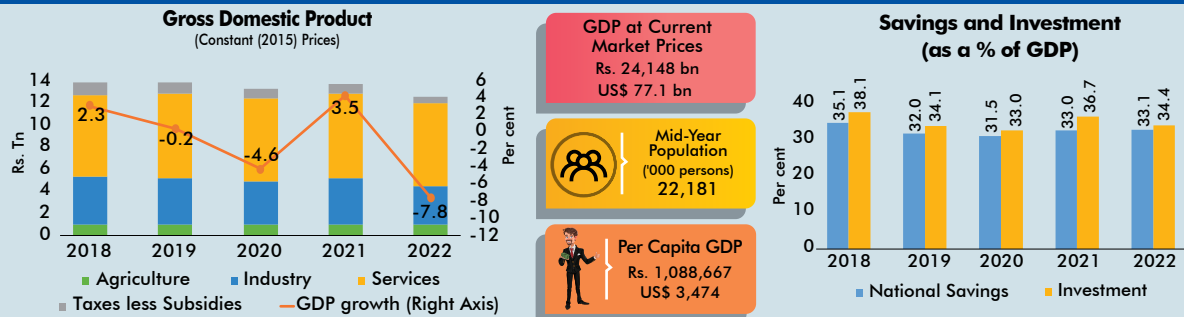 Gross Domestic Product
(Constant (2015) Prices)
Rs. Tn
14
12
10
8
6
4
2
0
2.3
-0.2
-4.6
3.5
-7.8
6
4
2
0
-2
-4
-6
-8
-10
-12
Per cent
2018 2019 2020 2021 2022
Agriculture Industry Services
Taxes less Subsidies GDP growth (Right Axis)
GDP at Current
Market Prices
Rs. 24,148 bn
US$ 77.1 bn
Mid-Year
Population
('000 persons)
22,181
Per Capita GDP
Rs. 1,088,667
US$ 3,474
Savings and Investment
(as a % of GDP)
Per cent
40
30
20
10
0
35.1 38.1 32.0 34.1 31.5 33.0 33.0 36.7 33.1 34.4
2018 2019 2020 2021 2022
National Savings Investment